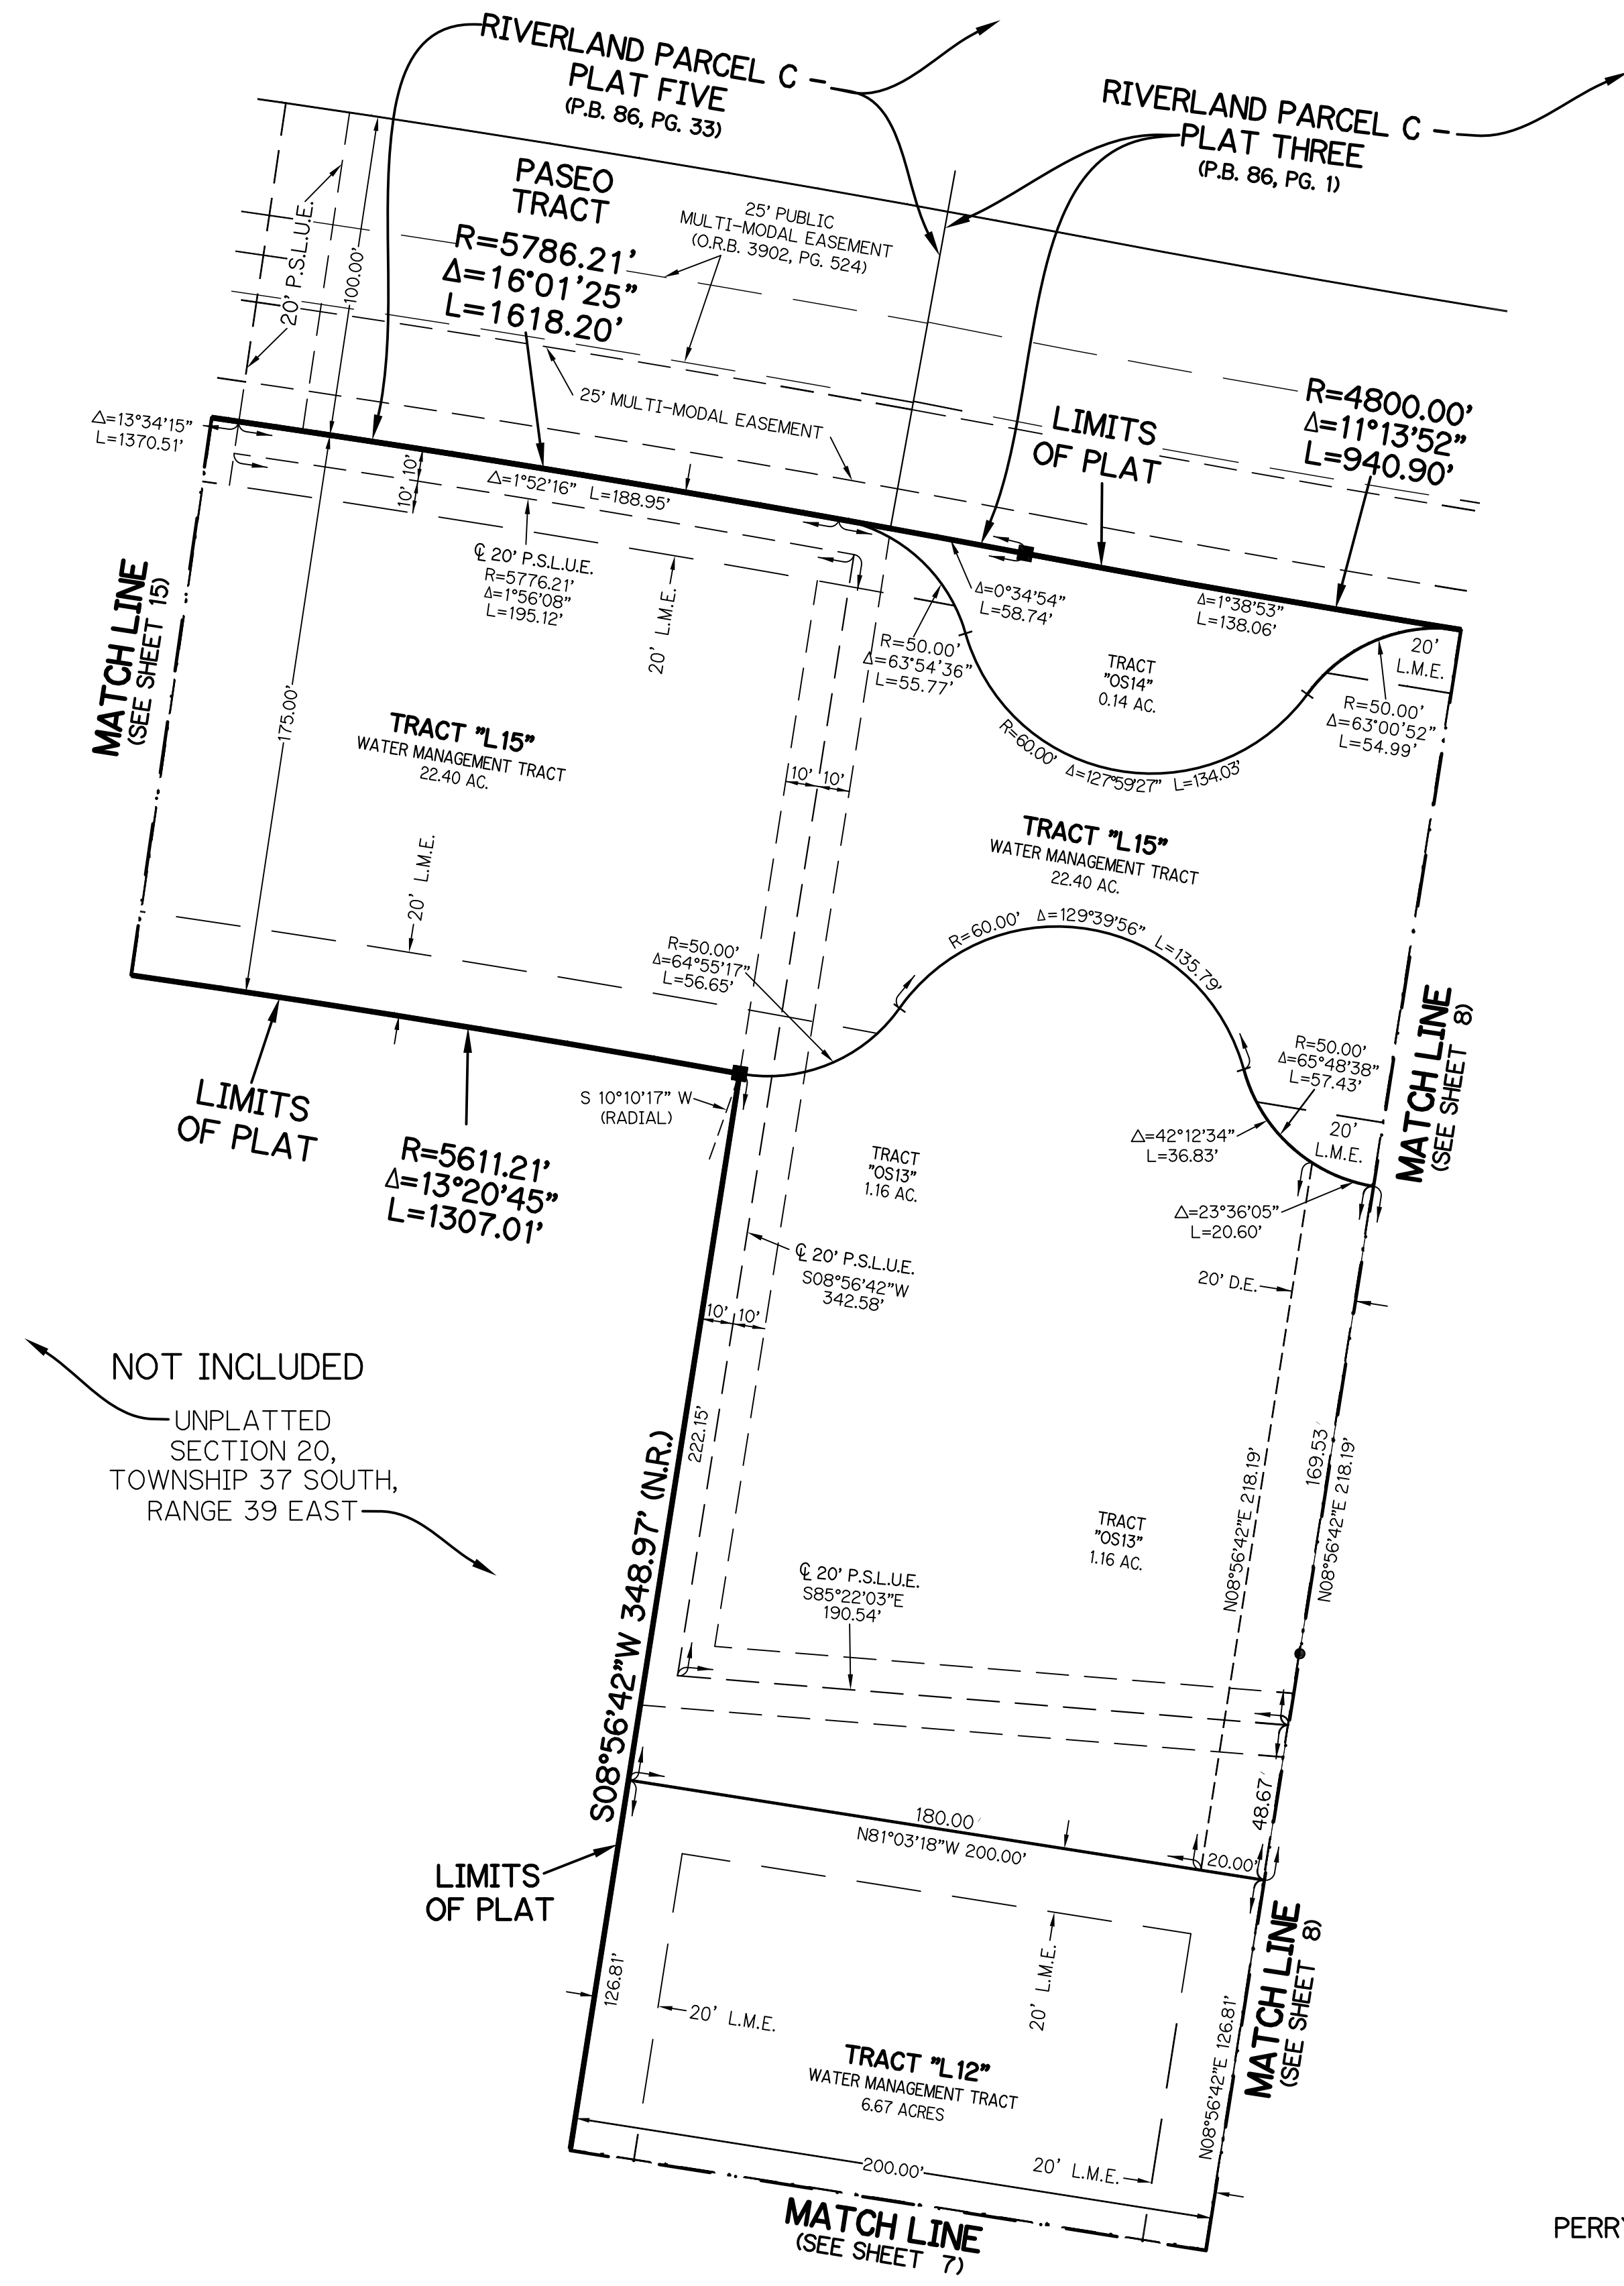 RIVERLAND PARCEL C -
PLAT FIVE
(P.B. 86, PG. 33)
RIVERLAND PARCEL C -
PLAT THREE
(P.B. 86, PG. 1)
PASEO
TRACT
R=5786.21'
Δ=16°01'25"
L=1618.20'
25' PUBLIC
MULTI-MODAL EASEMENT
(O.R.B. 3902, PG. 524)
20' P.S.L.U.E.
100.00'
25' MULTI-MODAL EASEMENT
LIMITS
OF PLAT
R=4800.00'
Δ=11°13'52"
L=940.90'
Δ=13°34'15"
L=1370.51'
10' 10'
Δ=1°52'16" L=188.95'
℄ 20' P.S.L.U.E.
R=5776.21'
Δ=1°56'08"
L=195.12'
20' L.M.E.
Δ=0°34'54"
L=58.74'
Δ=1°38'53"
L=138.06'
R=50.00'
Δ=63°54'36"
L=55.77'
TRACT
"OS14"
0.14 AC.
20'
L.M.E.
R=50.00'
Δ=63°00'52"
L=54.99'
R=60.00' Δ=127°59'27" L=134.03'
MATCH LINE
(SEE SHEET 15)
175.00'
TRACT "L15"
WATER MANAGEMENT TRACT
22.40 AC.
10' 10'
TRACT "L15"
WATER MANAGEMENT TRACT
22.40 AC.
20' L.M.E.
R=60.00' Δ=129°39'56" L=135.79'
R=50.00'
Δ=64°55'17"
L=56.65'
MATCH LINE
(SEE SHEET 8)
R=50.00'
Δ=65°48'38"
L=57.43'
LIMITS
OF PLAT
S 10°10'17" W
(RADIAL)
Δ=42°12'34"
L=36.83'
20'
L.M.E.
R=5611.21'
Δ=13°20'45"
L=1307.01'
TRACT
"OS13"
1.16 AC.
Δ=23°36'05"
L=20.60'
℄ 20' P.S.L.U.E.
S08°56'42"W
342.58'
20' D.E.
10' 10'
NOT INCLUDED
UNPLATTED
SECTION 20,
TOWNSHIP 37 SOUTH,
RANGE 39 EAST
222.15'
S08°56'42"W 348.97' (N.R.)
169.53'
N08°56'42"E 218.19'
N08°56'42"E 218.19'
TRACT
"OS13"
1.16 AC.
℄ 20' P.S.L.U.E.
S85°22'03"E
190.54'
48.67'
180.00'
N81°03'18"W 200.00'
20.00'
LIMITS
OF PLAT
126.81'
20' L.M.E.
20' L.M.E.
MATCH LINE
(SEE SHEET 8)
N08°56'42"E 126.81'
TRACT "L12"
WATER MANAGEMENT TRACT
6.67 ACRES
200.00'
20' L.M.E.
MATCH LINE
(SEE SHEET 7)
PERRY